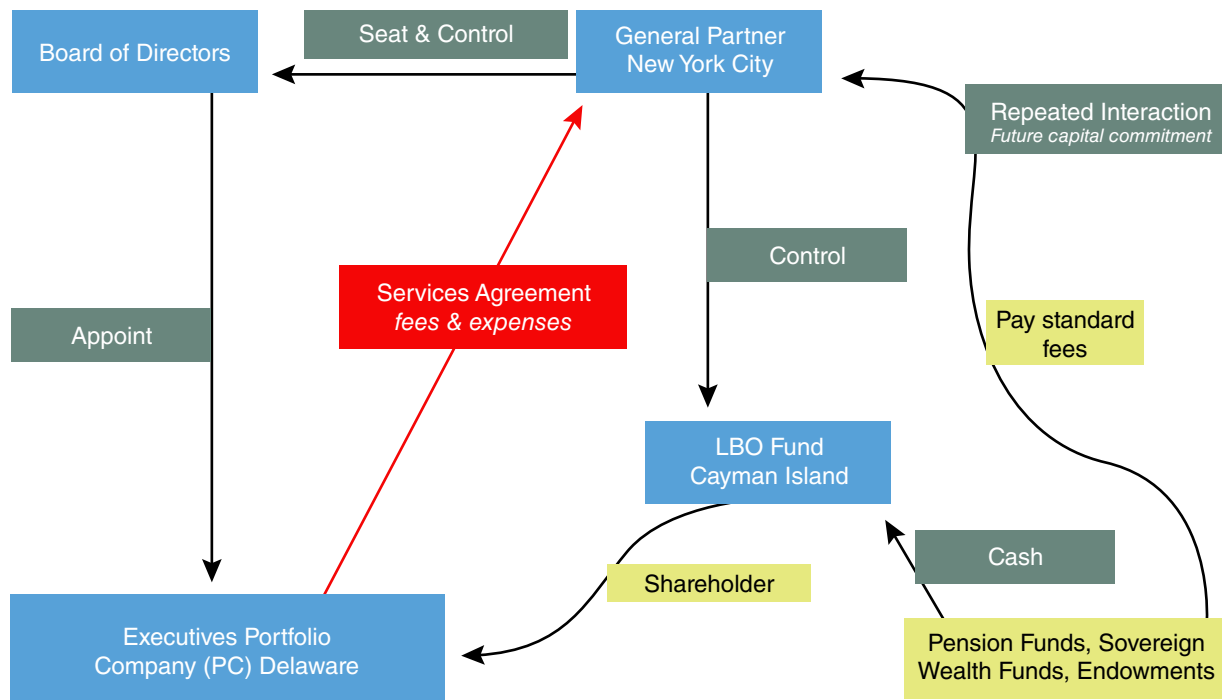 Board of Directors
Seat & Control
General Partner
New York City
Repeated Interaction
Future capital commitment
Control
Services Agreement
fees & expenses
Appoint
Pay standard
fees
LBO Fund
Cayman Island
Cash
Shareholder
Executives Portfolio
Company (PC) Delaware
Pension Funds, Sovereign
Wealth Funds, Endowments